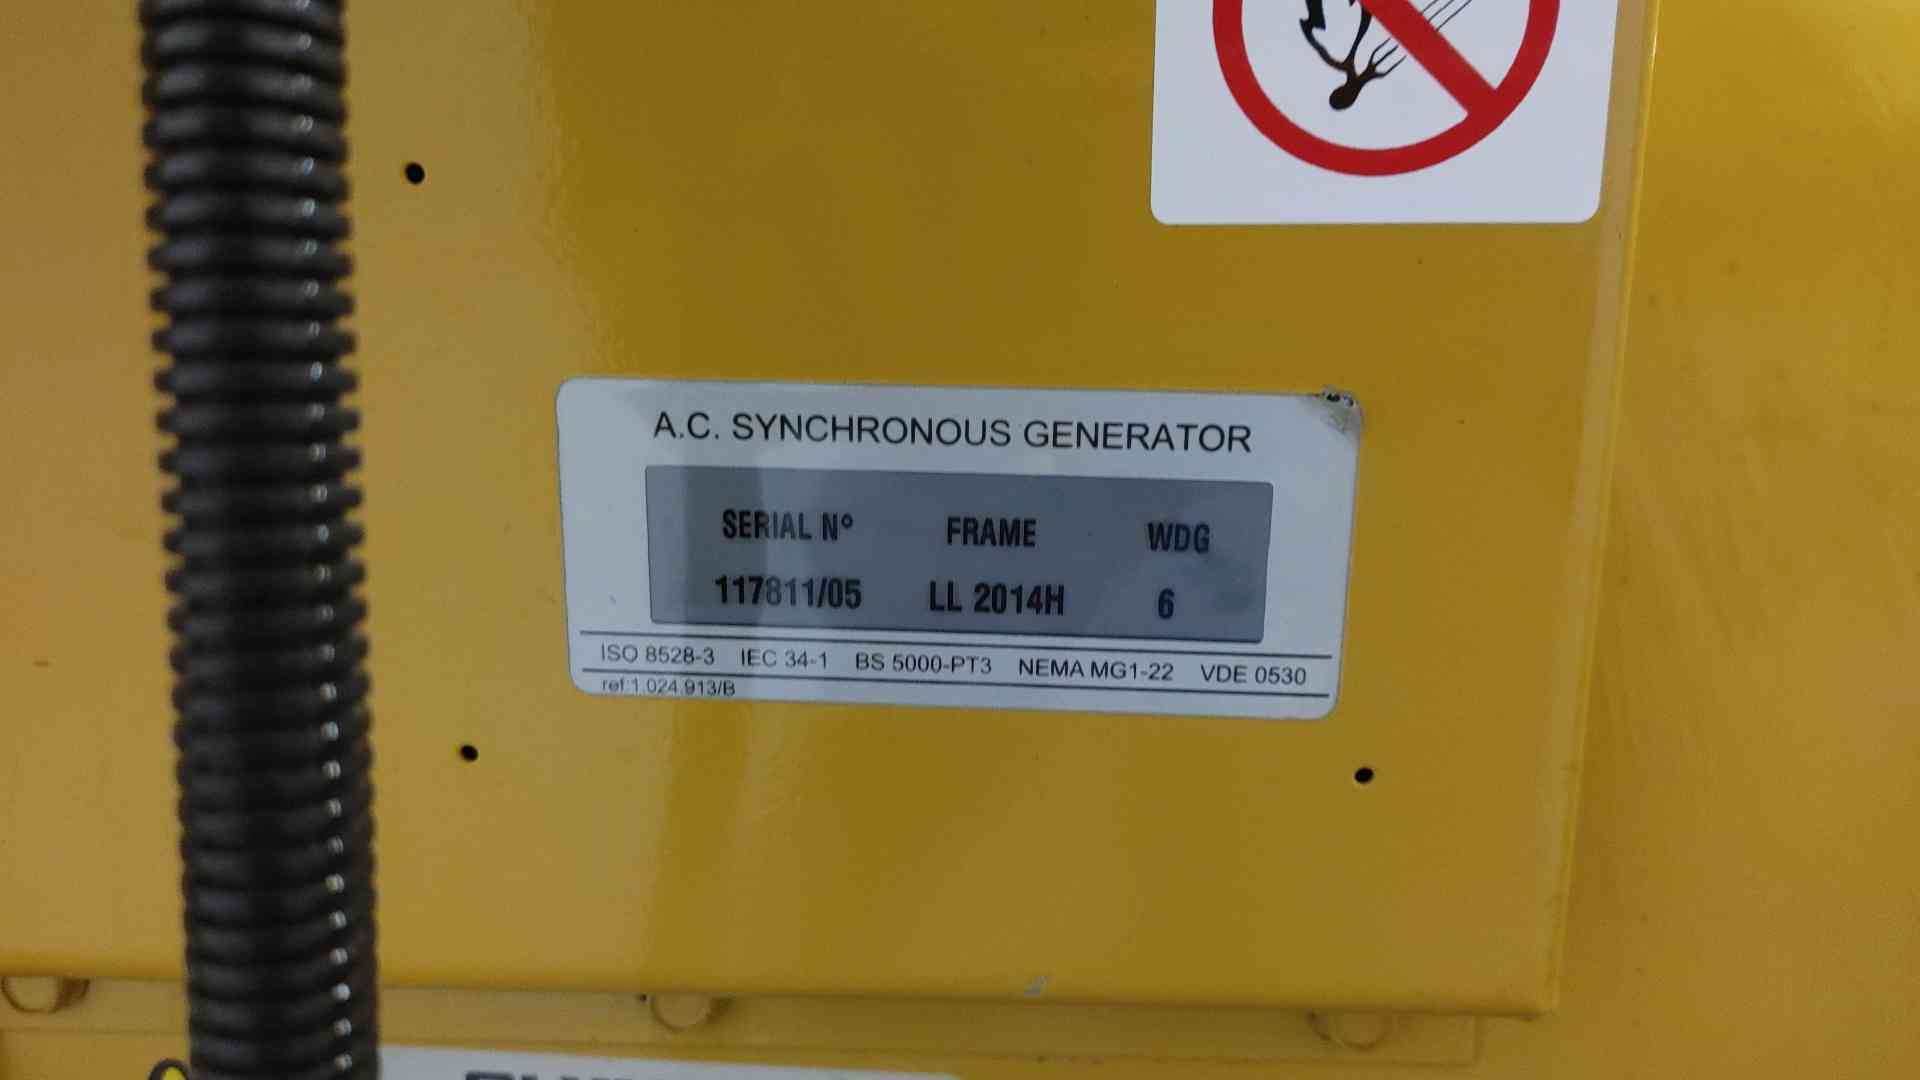 A.C. SYNCHRONOUS GENERATOR
SERIAL Nº FRAME WDG
117811/05 LL 2014H 6
ISO 8528-3 IEC 34-1 BS 5000-PT3 NEMA MG1-22 VDE 0530
ref:1.024.913/B